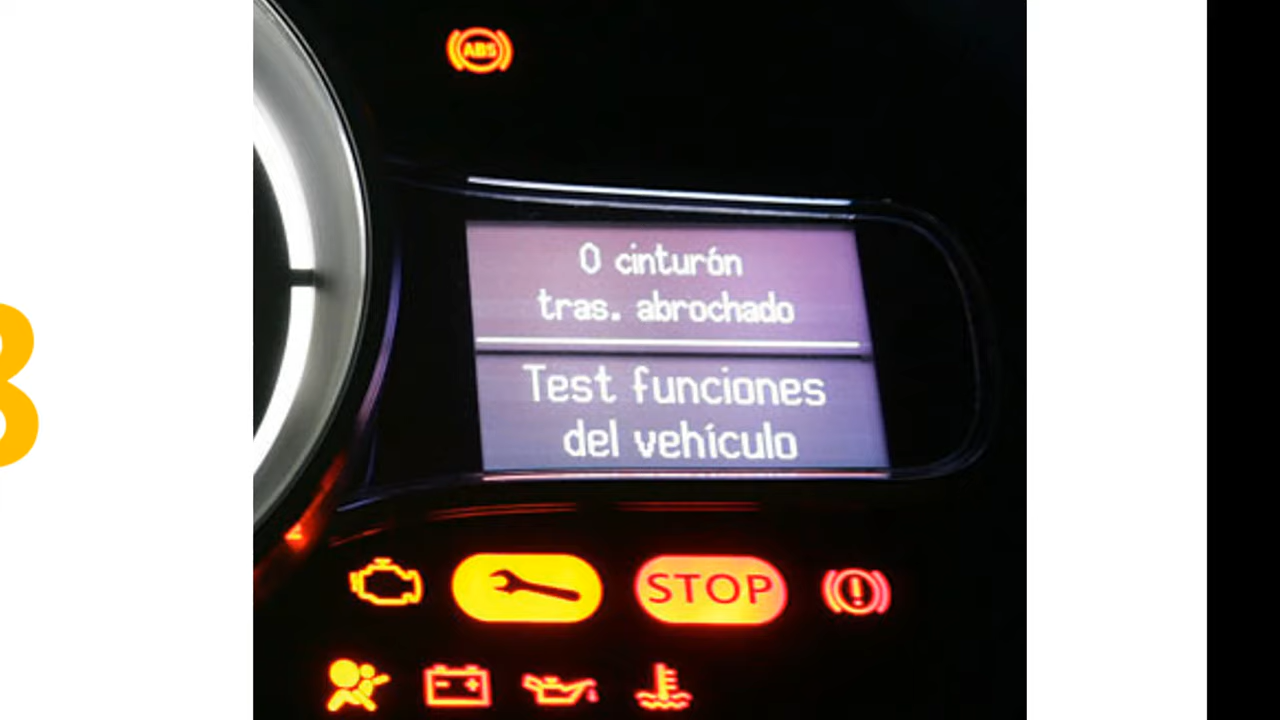 ABS
0 cinturón
tras. abrochado
Test funciones
del vehículo
STOP